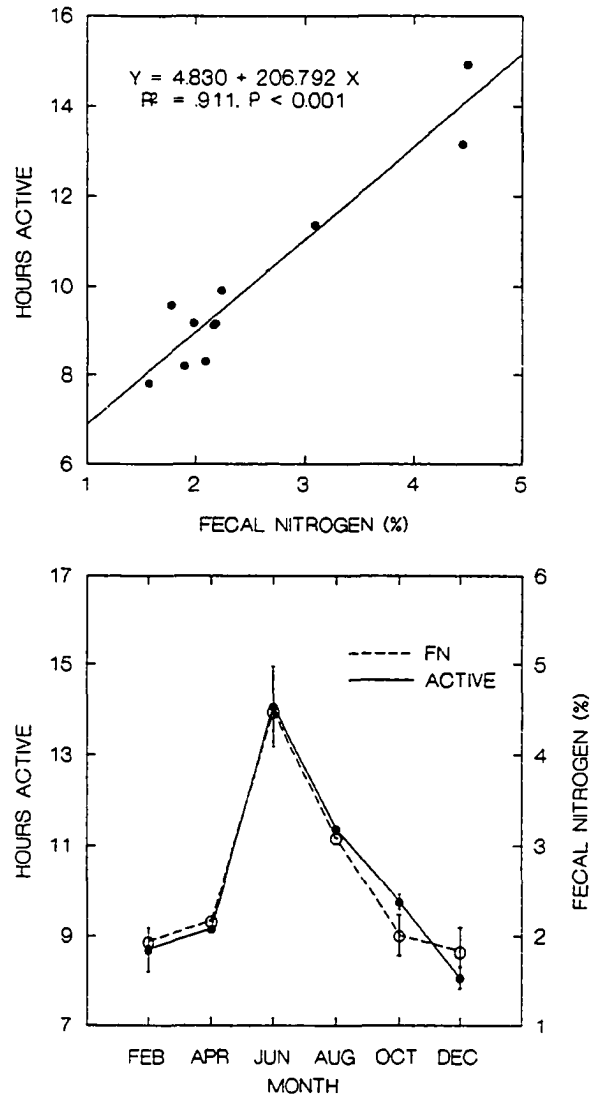 16
14
12
10
8
6
HOURS ACTIVE
Y = 4.830 + 206.792 X
R² = .911, P < 0.001
1 2 3 4 5
FECAL NITROGEN (%)
17
15
13
11
9
7
HOURS ACTIVE
FN
ACTIVE
6
5
4
3
2
1
FECAL NITROGEN (%)
FEB APR JUN AUG OCT DEC
MONTH